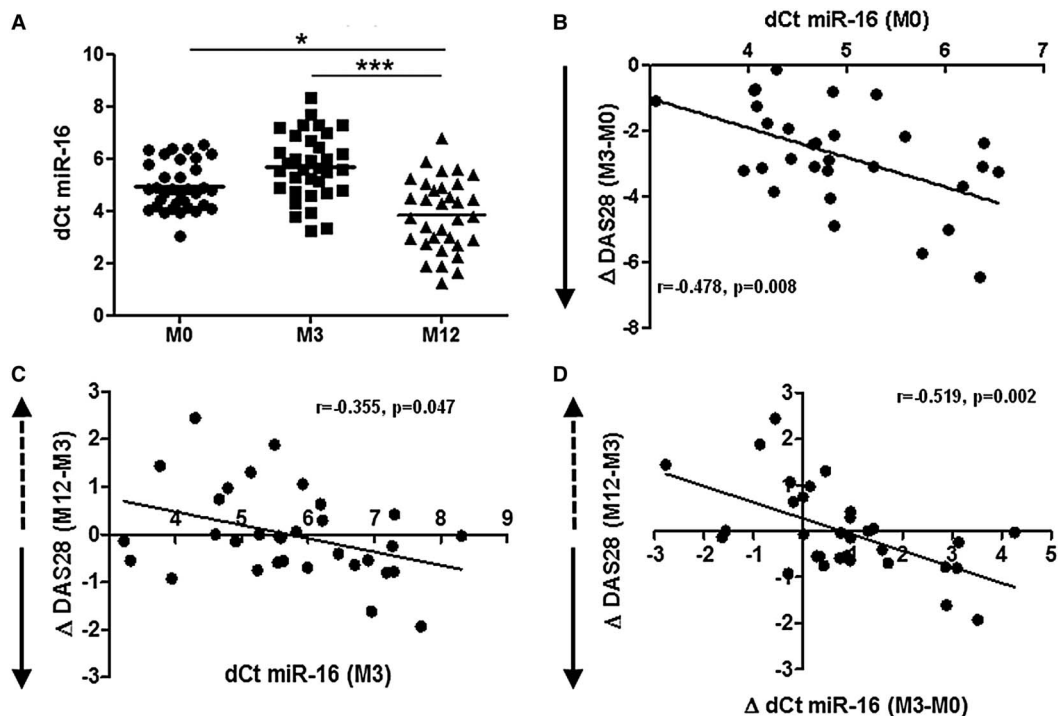 A
*
***
dCt miR-16
10
8
6
4
2
0
M0 M3 M12
B
dCt miR-16 (M0)
4 5 6 7
0
-2
-4
-6
-8
Δ DAS28 (M3-M0)
r=-0.478, p=0.008
C
3
2
1
0
-1
-2
-3
Δ DAS28 (M12-M3)
r=-0.355, p=0.047
4 5 6 7 8 9
dCt miR-16 (M3)
D
3
2
1
-1
-2
-3
Δ DAS28 (M12-M3)
r=-0.519, p=0.002
-3 -2 -1 0 1 2 3 4 5
Δ dCt miR-16 (M3-M0)